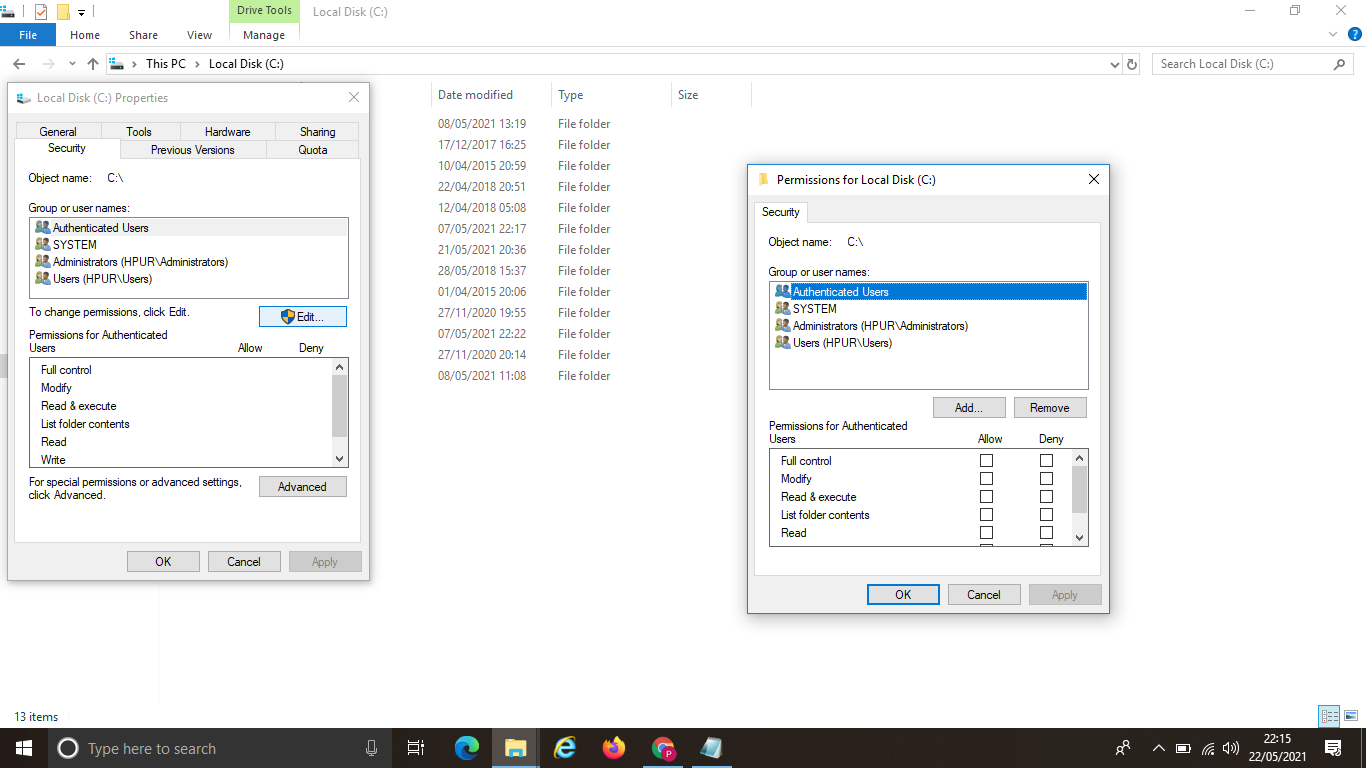 Drive Tools
Local Disk (C:)
File
Home
Share
View
Manage
This PC
Local Disk (C:)
Search Local Disk (C:)
Date modified
Type
Size
08/05/2021 13:19 File folder
17/12/2017 16:25 File folder
10/04/2015 20:59 File folder
22/04/2018 20:51 File folder
12/04/2018 05:08 File folder
07/05/2021 22:17 File folder
21/05/2021 20:36 File folder
28/05/2018 15:37 File folder
01/04/2015 20:06 File folder
27/11/2020 19:55 File folder
07/05/2021 22:22 File folder
27/11/2020 20:14 File folder
08/05/2021 11:08 File folder
Local Disk (C:) Properties
General
Tools
Hardware
Sharing
Security
Previous Versions
Quota
Object name: C:\
Group or user names:
Authenticated Users
SYSTEM
Administrators (HPUR\Administrators)
Users (HPUR\Users)
To change permissions, click Edit.
Edit...
Permissions for Authenticated
Users
Allow
Deny
Full control
Modify
Read & execute
List folder contents
Read
Write
For special permissions or advanced settings,
click Advanced.
Advanced
OK
Cancel
Apply
Permissions for Local Disk (C:)
Security
Object name: C:\
Group or user names:
Authenticated Users
SYSTEM
Administrators (HPUR\Administrators)
Users (HPUR\Users)
Add...
Remove
Permissions for Authenticated
Users
Allow
Deny
Full control
Modify
Read & execute
List folder contents
Read
OK
Cancel
Apply
13 items
Type here to search
P
22:15
22/05/2021